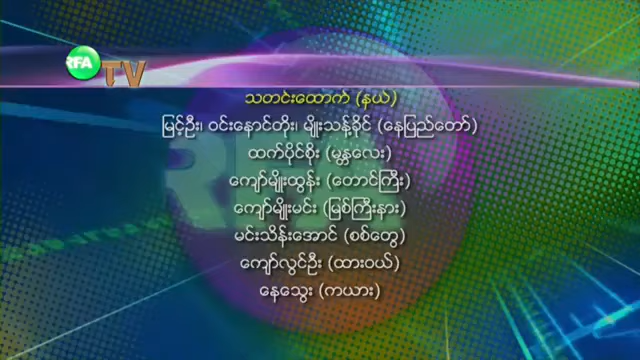 RFA
TV
သတင်းထောက် (နယ်)
မြင့်ဦး၊ ဝင်းနောင်တိုး၊ မျိုးသန့်ခိုင် (နေပြည်တော်)
ထက်ပိုင်စိုး (မန္တလေး)
ကျော်မျိုးထွန်း (တောင်ကြီး)
ကျော်မျိုးမင်း (မြစ်ကြီးနား)
မင်းသိန်းအောင် (စစ်တွေ)
ကျော်လွင်ဦး (ထားဝယ်)
နေသွေး (ကယား)